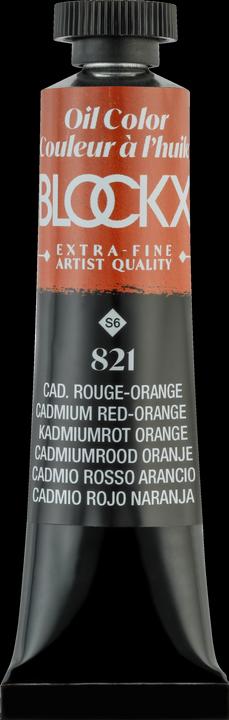 Oil Color
Couleur à l'huile
BLOCKX
EXTRA-FINE
ARTIST QUALITY
S6
821
CAD. ROUGE-ORANGE
CADMIUM RED-ORANGE
KADMIUMROT ORANGE
CADMIUMROOD ORANJE
CADMIO ROSSO ARANCIO
CADMIO ROJO NARANJA